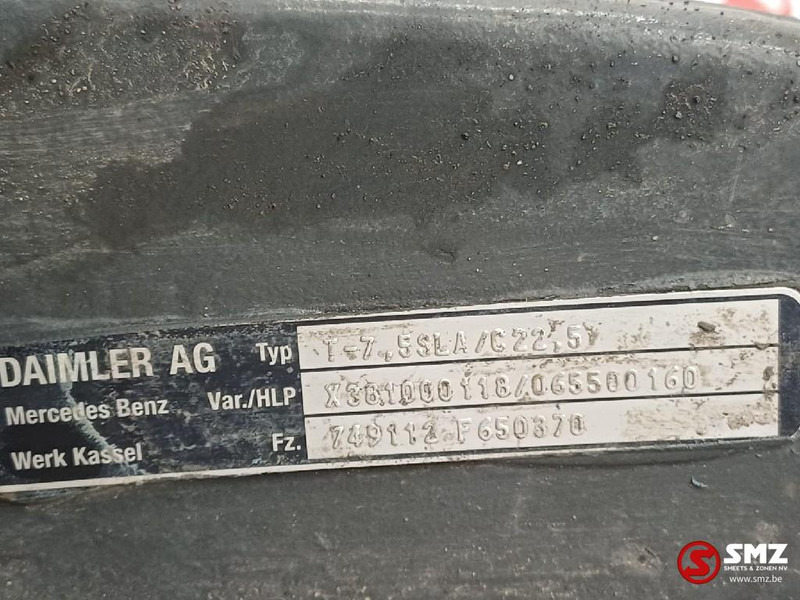 DAIMLER AG Typ T-7,5SLA/C22,5
Mercedes Benz Var./HLP X381000118/065500160
Werk Kassel Fz. 749112 F650370
SMZ
SHEETS & ZONEN NV
www.smz.be